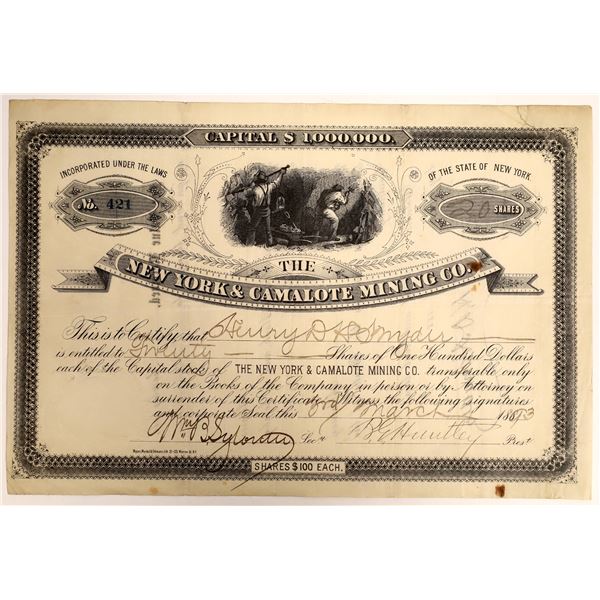 CAPITAL $ 1,000,000.
INCORPORATED UNDER THE LAWS OF THE STATE OF NEW YORK
No. 421 20 SHARES
THE
NEW YORK & CAMALOTE MINING CO.
This is to Certify that Henry D. H. Snyder
is entitled to Twenty Shares of One Hundred Dollars
each of the Capital stock of THE NEW YORK & CAMALOTE MINING CO. transferable only
on the Books of the Company in person or by Attorney on
surrender of this Certificate Witness the following signatures
and corporate Seal this March 188
Sec.y Prest
SHARES $ 100 EACH.